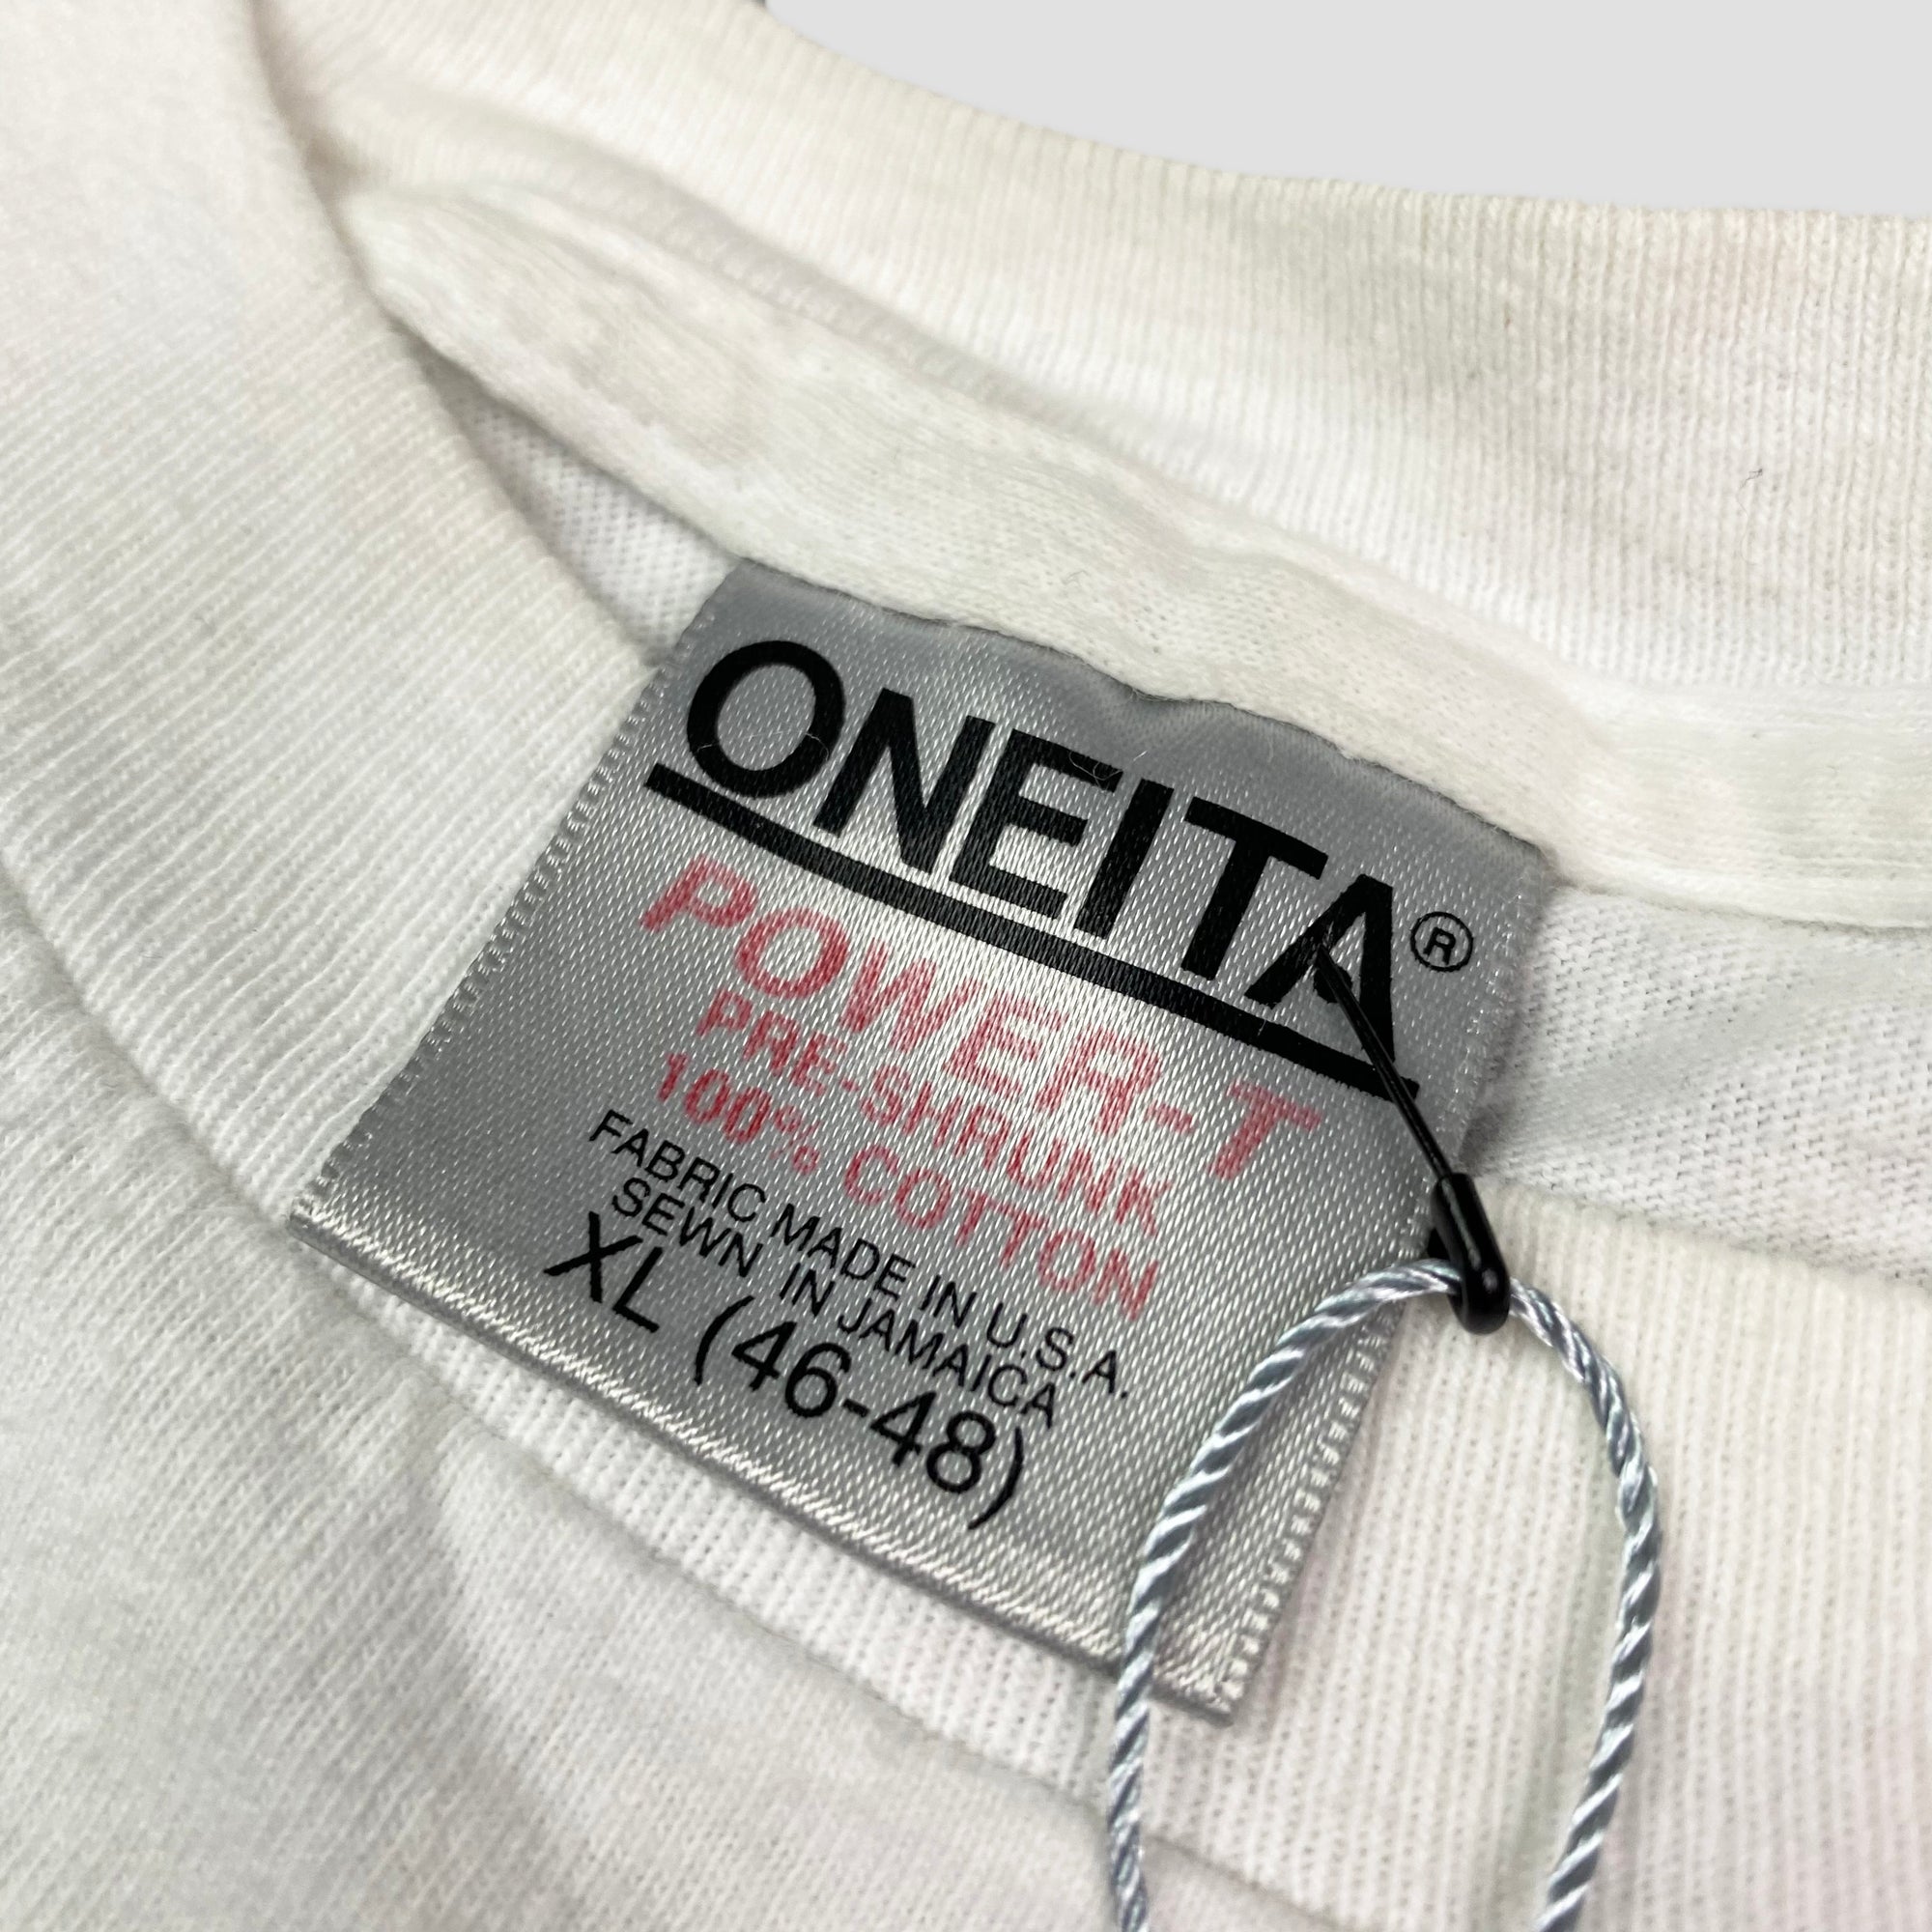 ONEITA®
POWER-T
PRE-SHRUNK
100% COTTON
FABRIC MADE IN U.S.A.
SEWN IN JAMAICA
XL (46-48)